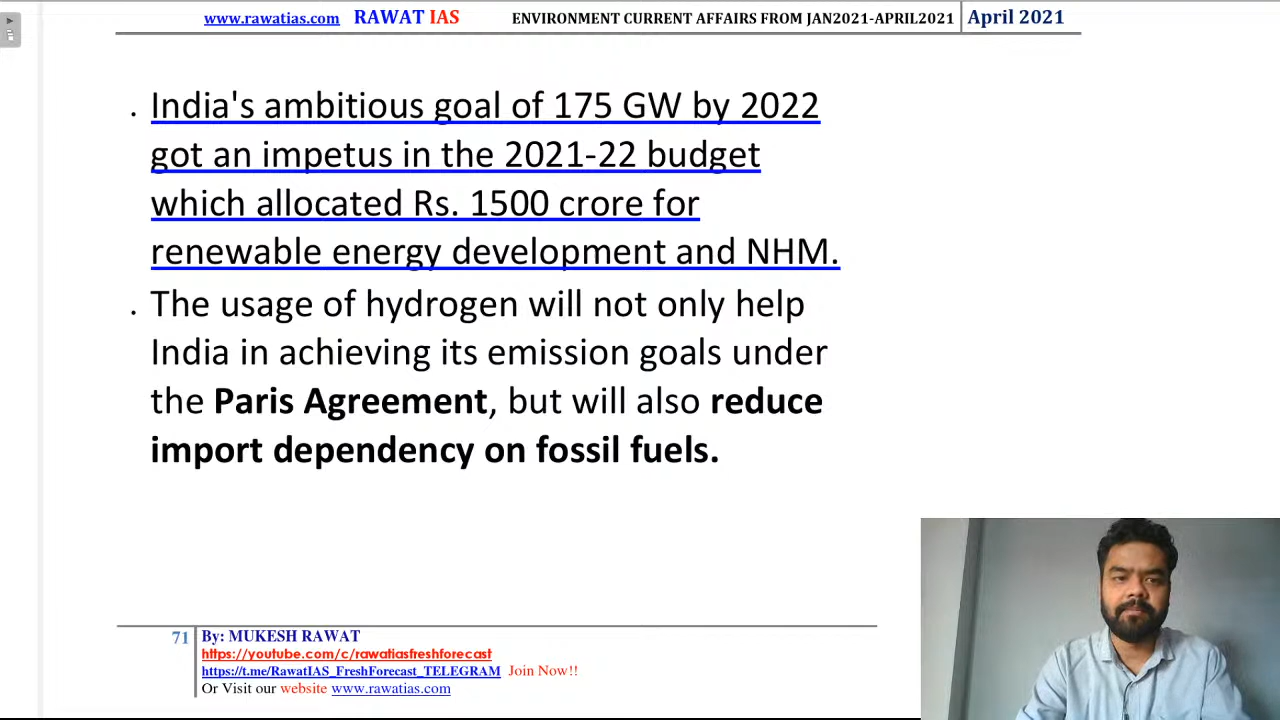 www.rawatias.com RAWAT IAS ENVIRONMENT CURRENT AFFAIRS FROM JAN2021-APRIL2021 April 2021
. India's ambitious goal of 175 GW by 2022
got an impetus in the 2021-22 budget
which allocated Rs. 1500 crore for
renewable energy development and NHM.
. The usage of hydrogen will not only help
India in achieving its emission goals under
the Paris Agreement, but will also reduce
import dependency on fossil fuels.
71 By: MUKESH RAWAT
https://youtube.com/c/rawatiasfreshforecast
https://t.me/RawatIAS_FreshForecast_TELEGRAM Join Now!!
Or Visit our website www.rawatias.com